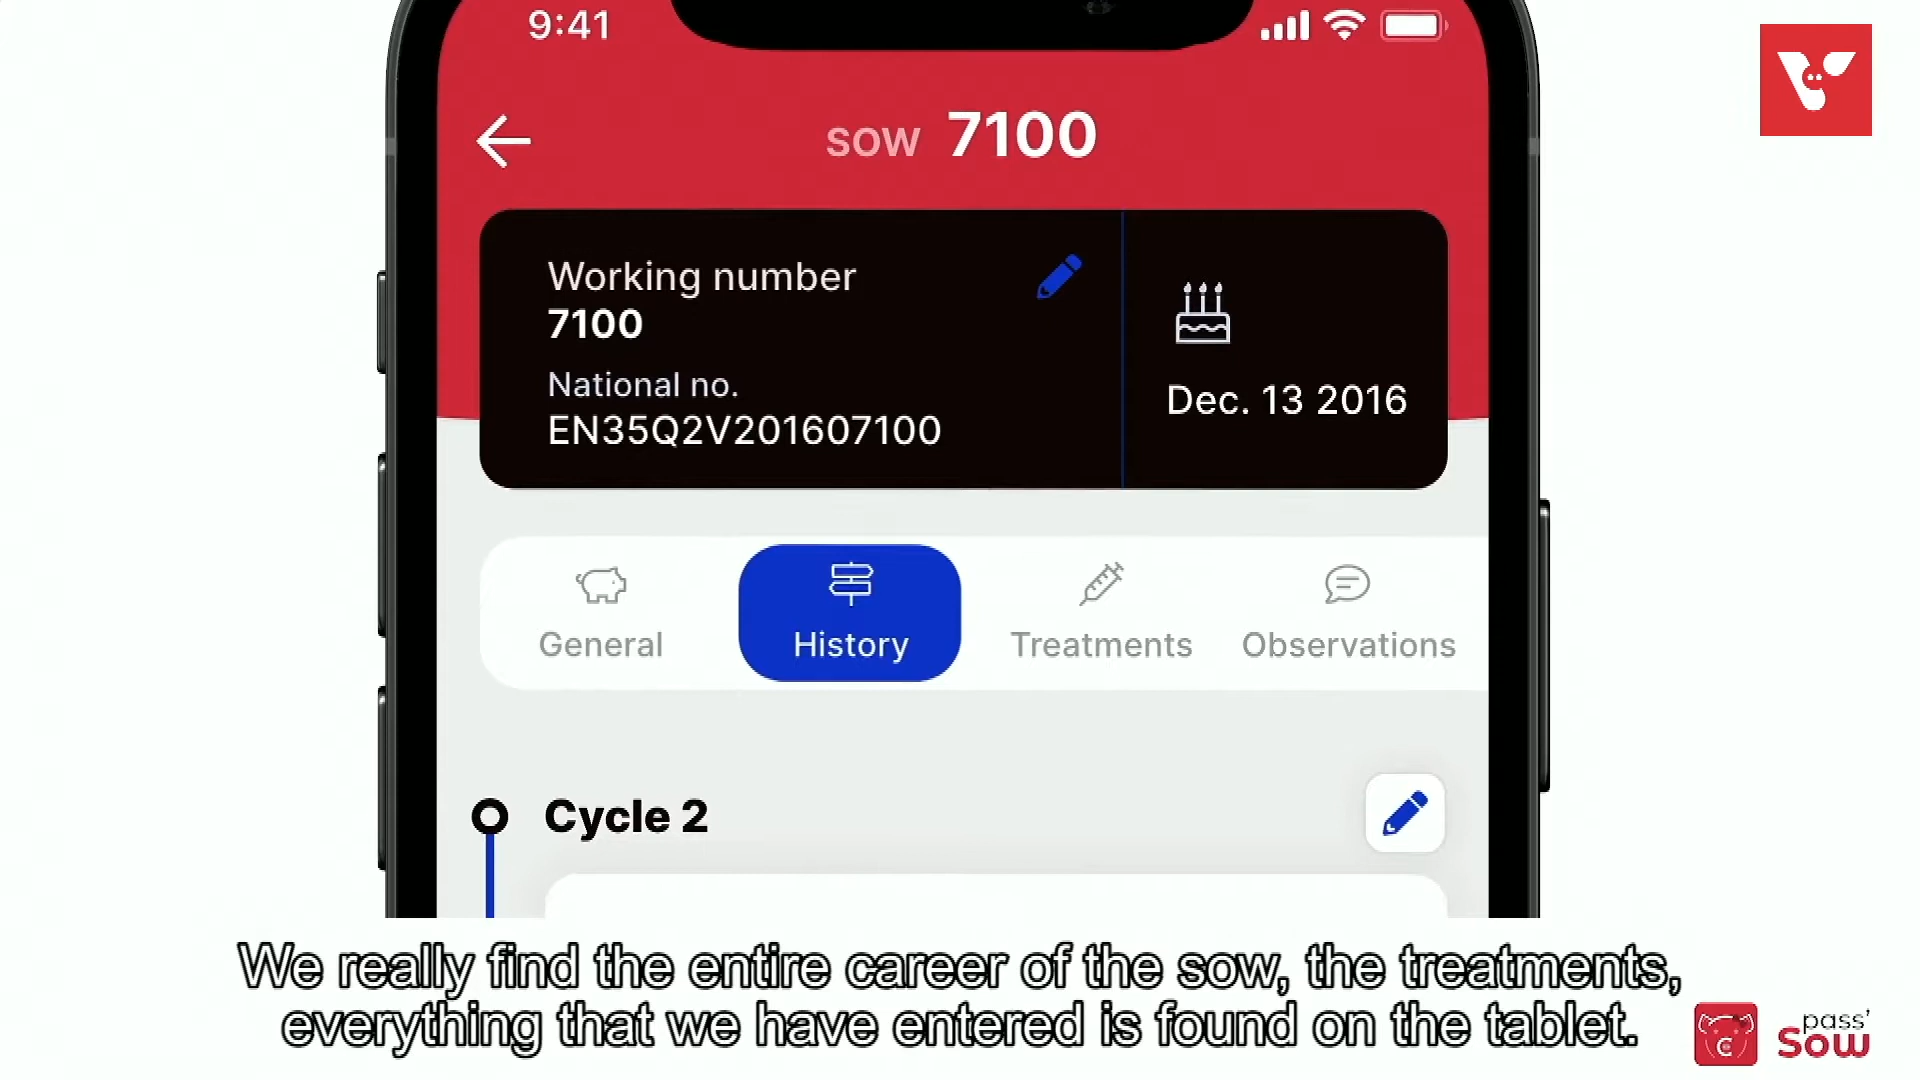 9:41
sow 7100
Working number
7100
National no.
EN35Q2V201607100
Dec. 13 2016
General
History
Treatments
Observations
Cycle 2
We really find the entire career of the sow, the treatments,
everything that we have entered is found on the tablet.
pass'
Sow